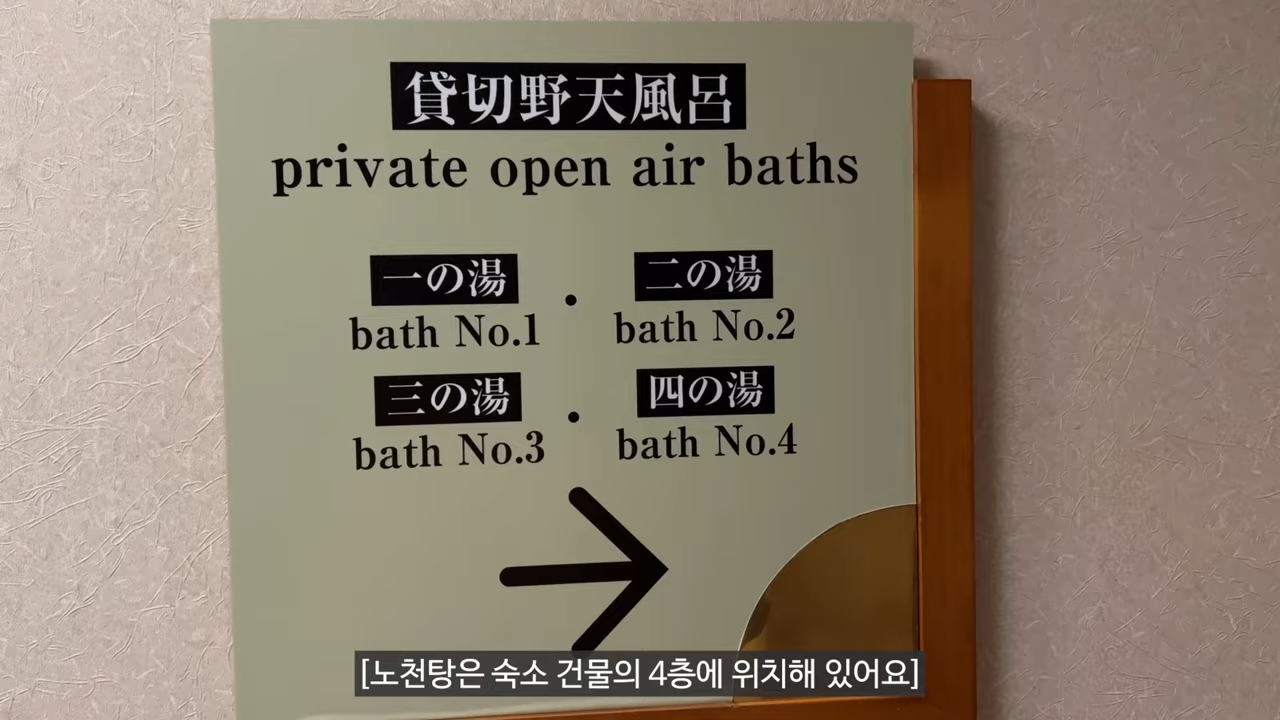 貸切野天風呂
private open air baths
一の湯 • 二の湯
bath No.1 bath No.2
三の湯 • 四の湯
bath No.3 bath No.4
[노천탕은 숙소 건물의 4층에 위치해 있어요]